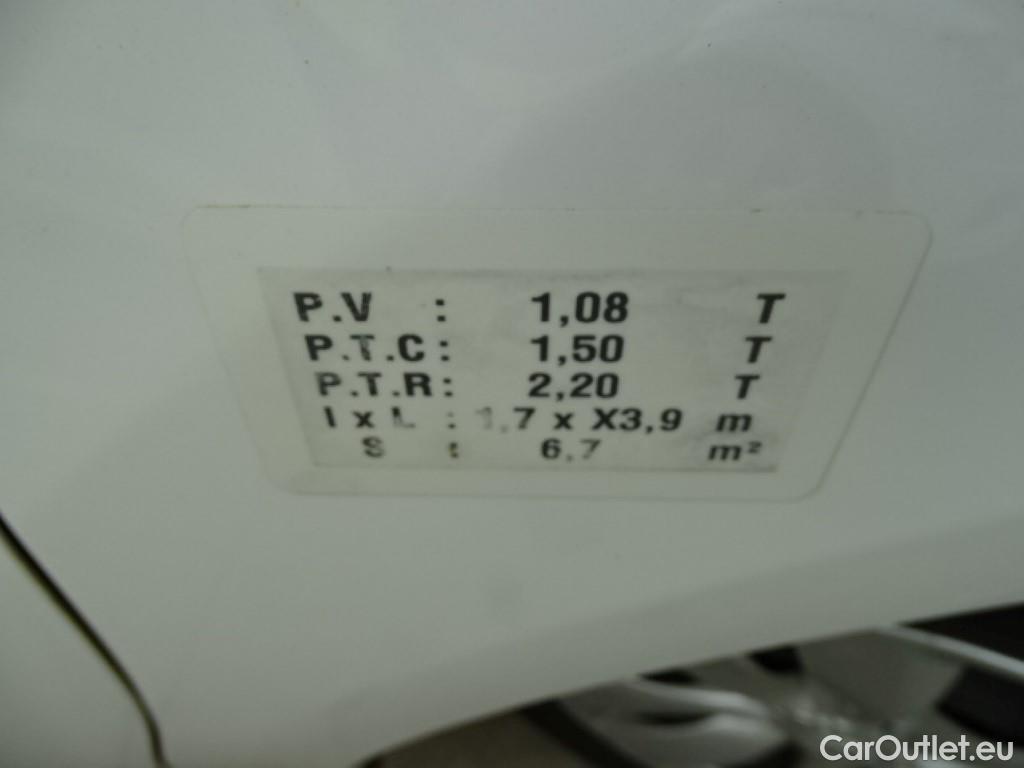 P.V : 1,08 T
P.T.C : 1,50 T
P.T.R : 2,20 T
l x L : 1,7 x X3,9 m
S : 6,7 m²
CarOutlet.eu